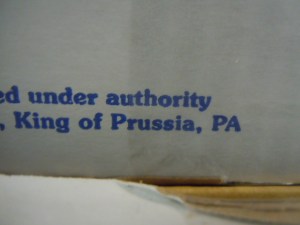 ed under authority
, King of Prussia, PA